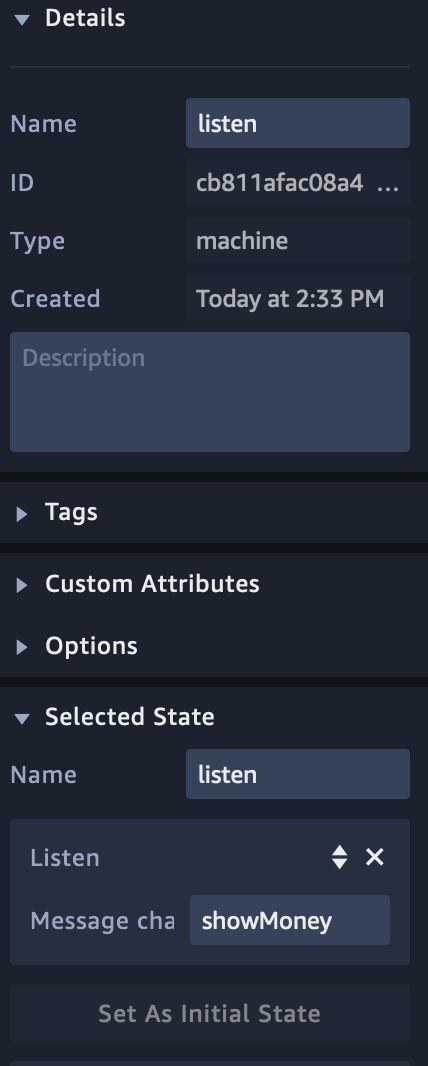 Details
Name listen
ID cb811afac08a4 ...
Type machine
Created Today at 2:33 PM
Description
Tags
Custom Attributes
Options
Selected State
Name listen
Listen
Message cha showMoney
Set As Initial State